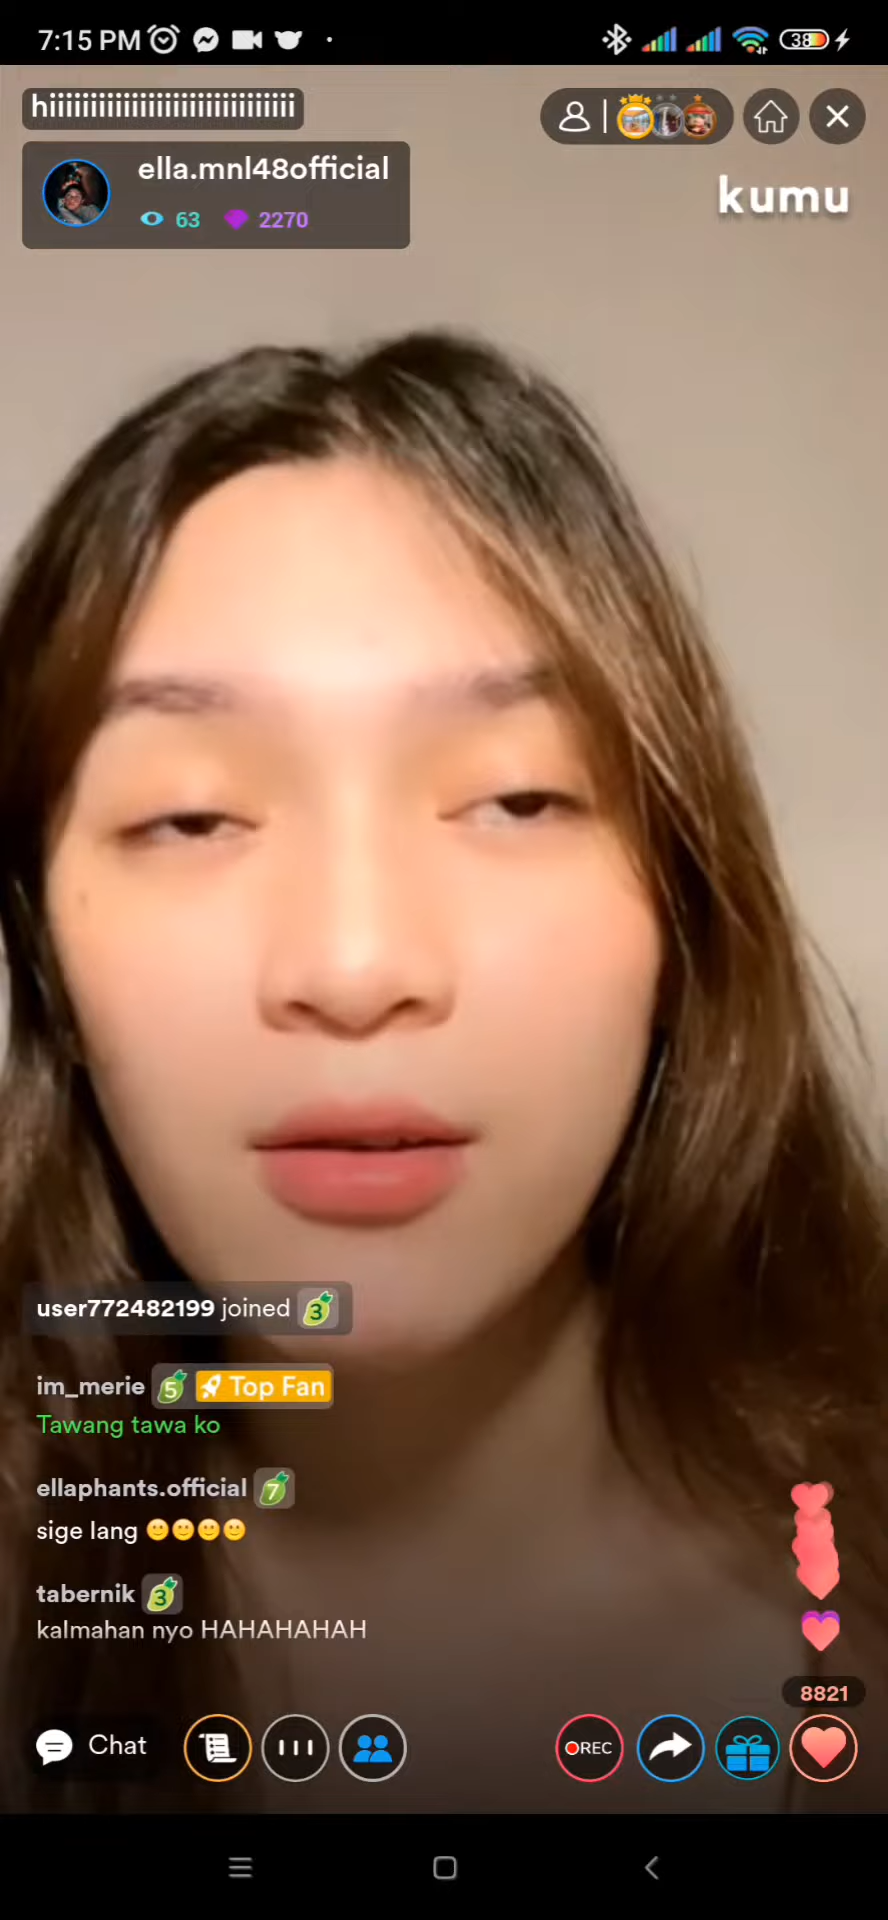 7:15 PM
38
hiiiiiiiiiiiiiiiiiiiiiiiiiiiiii
ella.mnl48official
63 2270
kumu
user772482199 joined 3
im_merie 5 Top Fan
Tawang tawa ko
ellaphants.official 7
sige lang 🙂🙂🙂🙂
tabernik 3
kalmahan nyo HAHAHAHAH
8821
Chat
REC